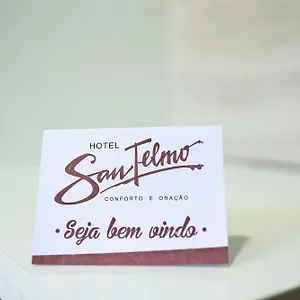 HOTEL
San Telmo
CONFORTO E ORAÇÃO
• Seja bem vindo •